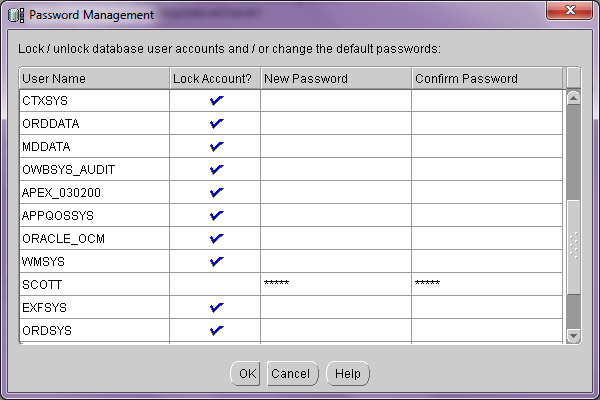 Password Management
Lock / unlock database user accounts and / or change the default passwords:
User Name Lock Account? New Password Confirm Password
CTXSYS
ORDDATA
MDDATA
OWBSYS_AUDIT
APEX_030200
APPQOSSYS
ORACLE_OCM
WMSYS
SCOTT ***** *****
EXFSYS
ORDSYS
OK Cancel Help